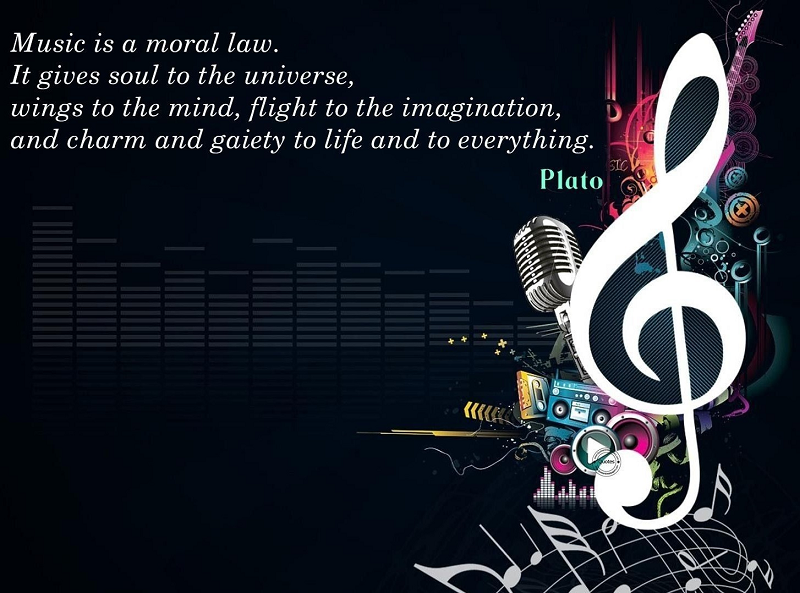 Music is a moral law.
It gives soul to the universe,
wings to the mind, flight to the imagination,
and charm and gaiety to life and to everything.
Plato